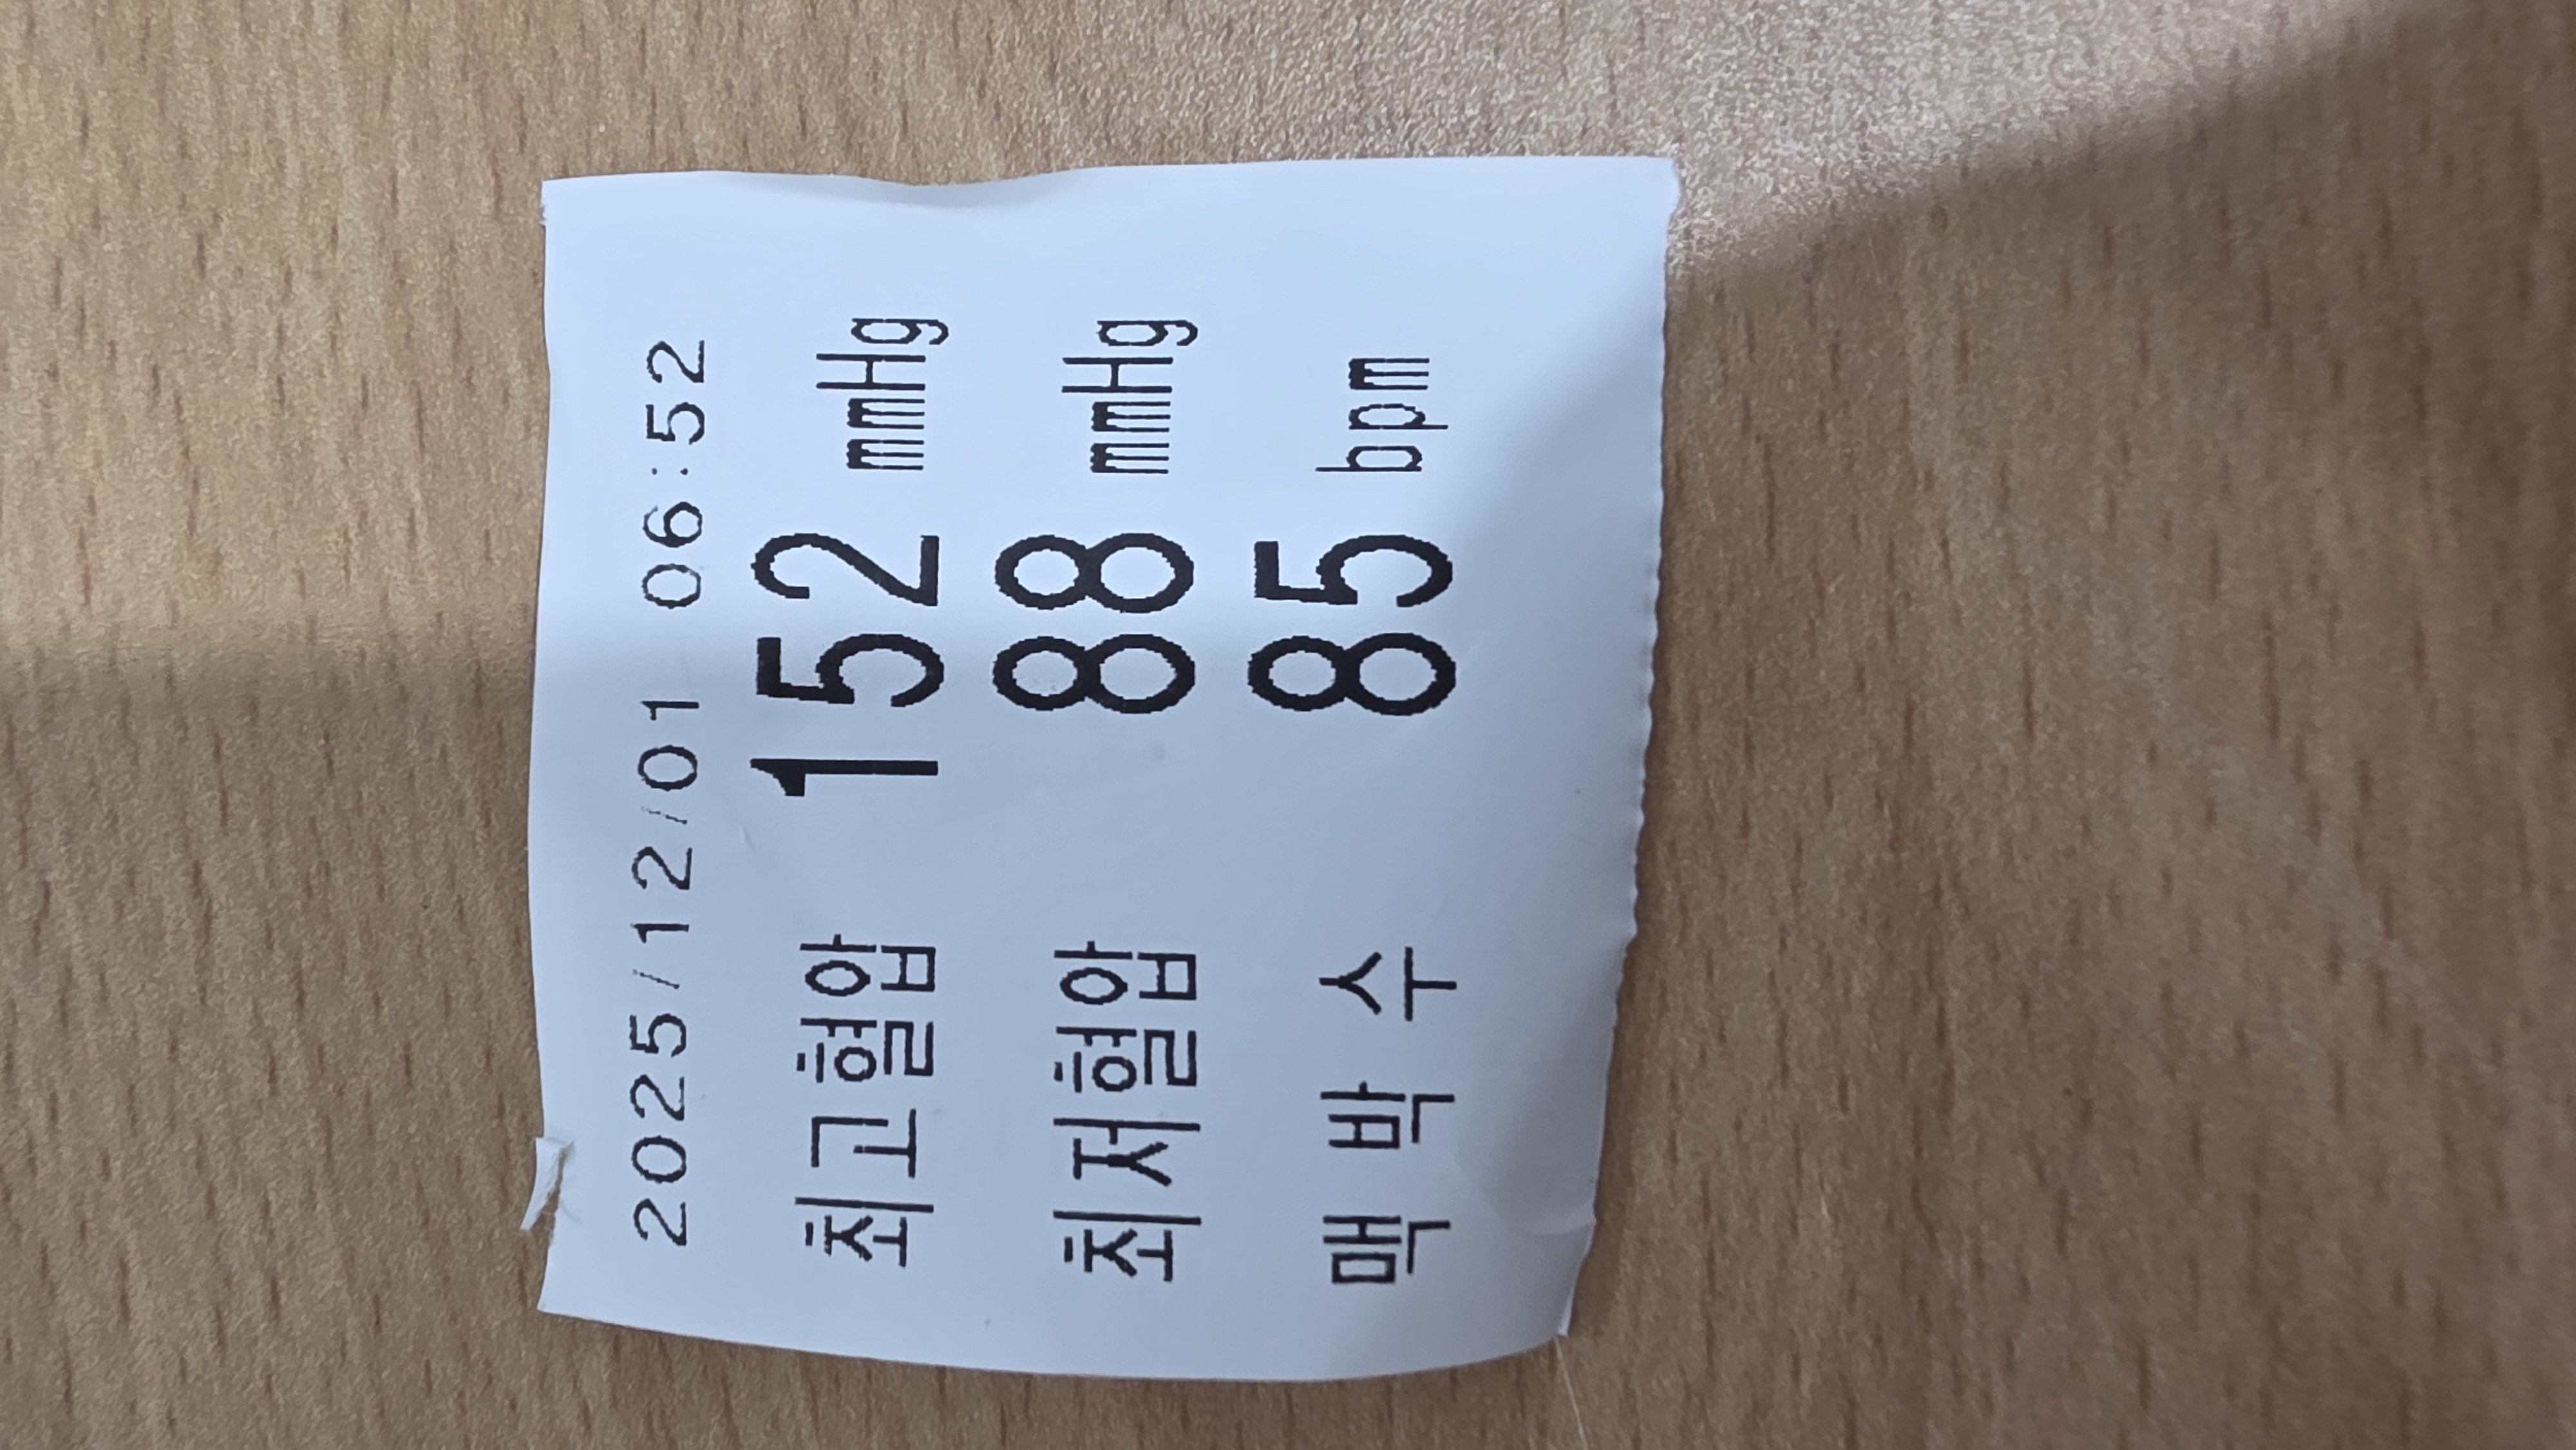 2025/12/01 06:52
최고혈압 152 mmHg
최저혈압 88 mmHg
맥 박 수 85 bpm